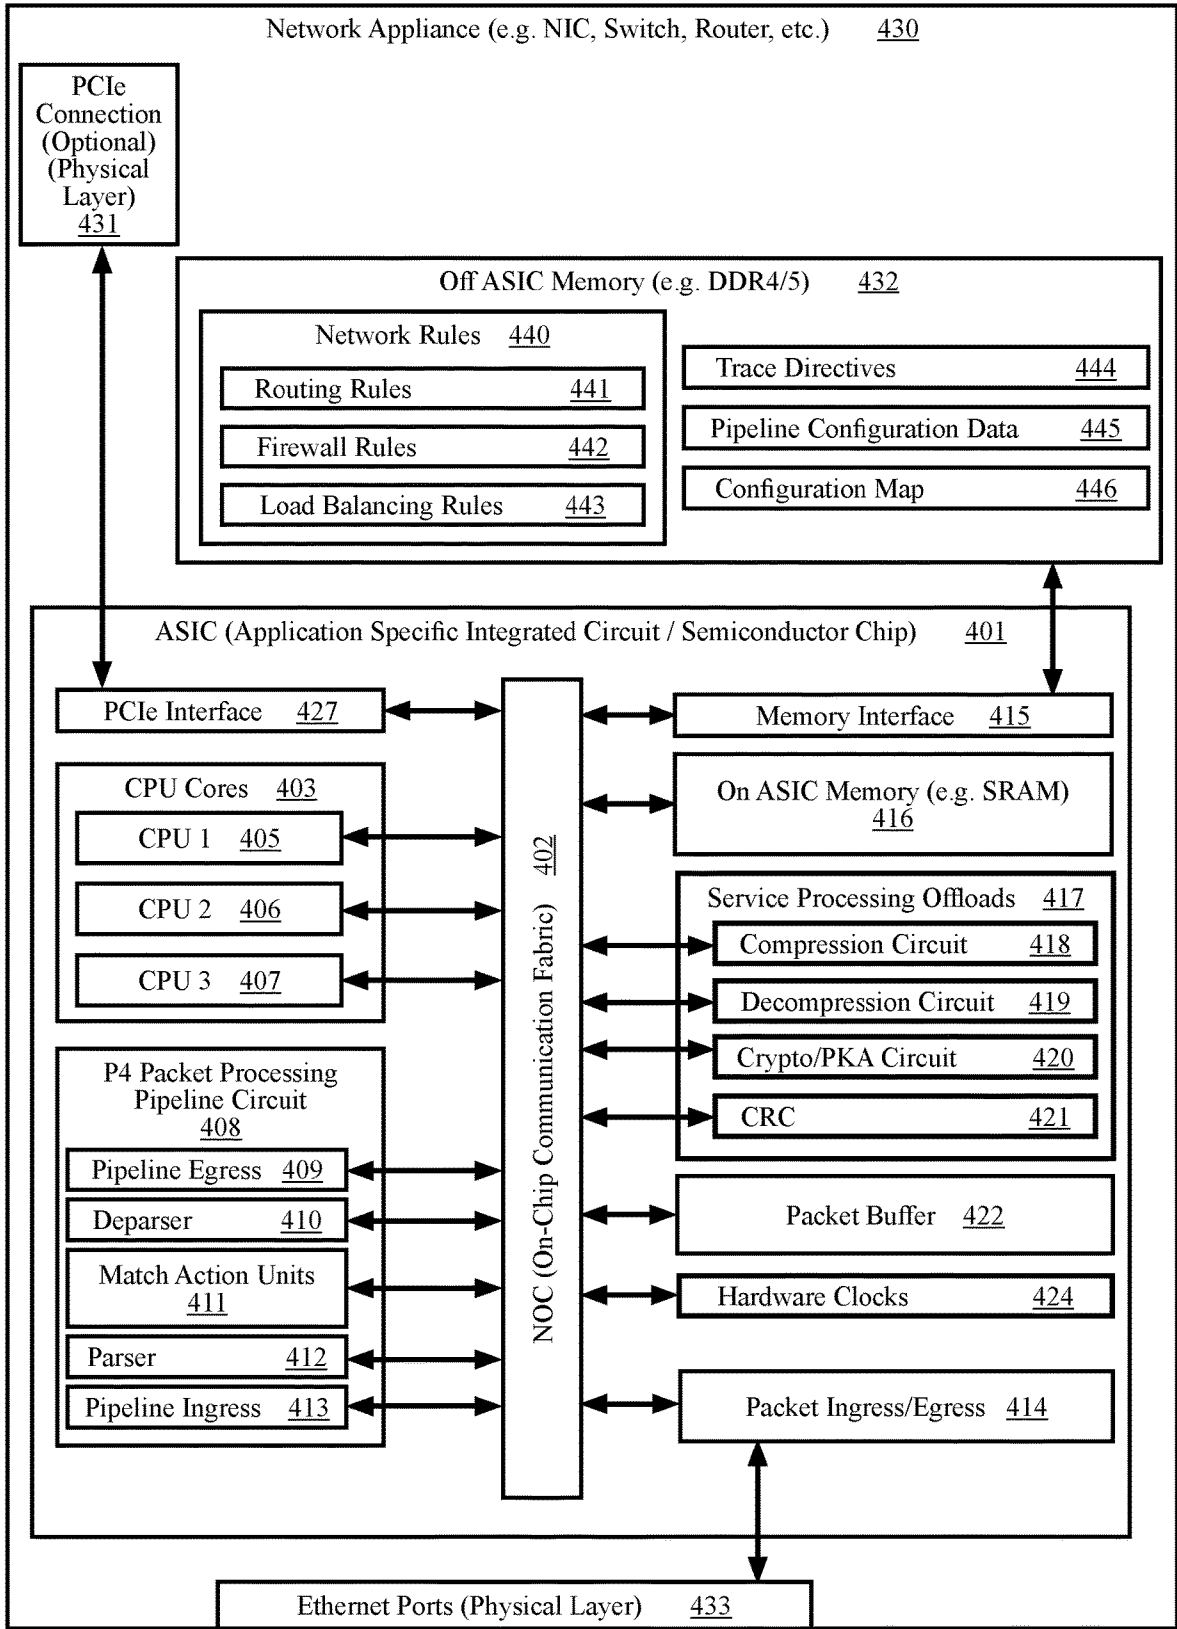 Network Appliance (e.g. NIC, Switch, Router, etc.) 430
PCIe
Connection
(Optional)
(Physical
Layer)
431
Off ASIC Memory (e.g. DDR4/5) 432
Network Rules 440
Routing Rules 441
Firewall Rules 442
Load Balancing Rules 443
Trace Directives 444
Pipeline Configuration Data 445
Configuration Map 446
ASIC (Application Specific Integrated Circuit / Semiconductor Chip) 401
PCIe Interface 427
CPU Cores 403
CPU 1 405
CPU 2 406
CPU 3 407
P4 Packet Processing
Pipeline Circuit
408
Pipeline Egress 409
Deparser 410
Match Action Units
411
Parser 412
Pipeline Ingress 413
NOC (On-Chip Communication Fabric) 402
Memory Interface 415
On ASIC Memory (e.g. SRAM)
416
Service Processing Offloads 417
Compression Circuit 418
Decompression Circuit 419
Crypto/PKA Circuit 420
CRC 421
Packet Buffer 422
Hardware Clocks 424
Packet Ingress/Egress 414
Ethernet Ports (Physical Layer) 433